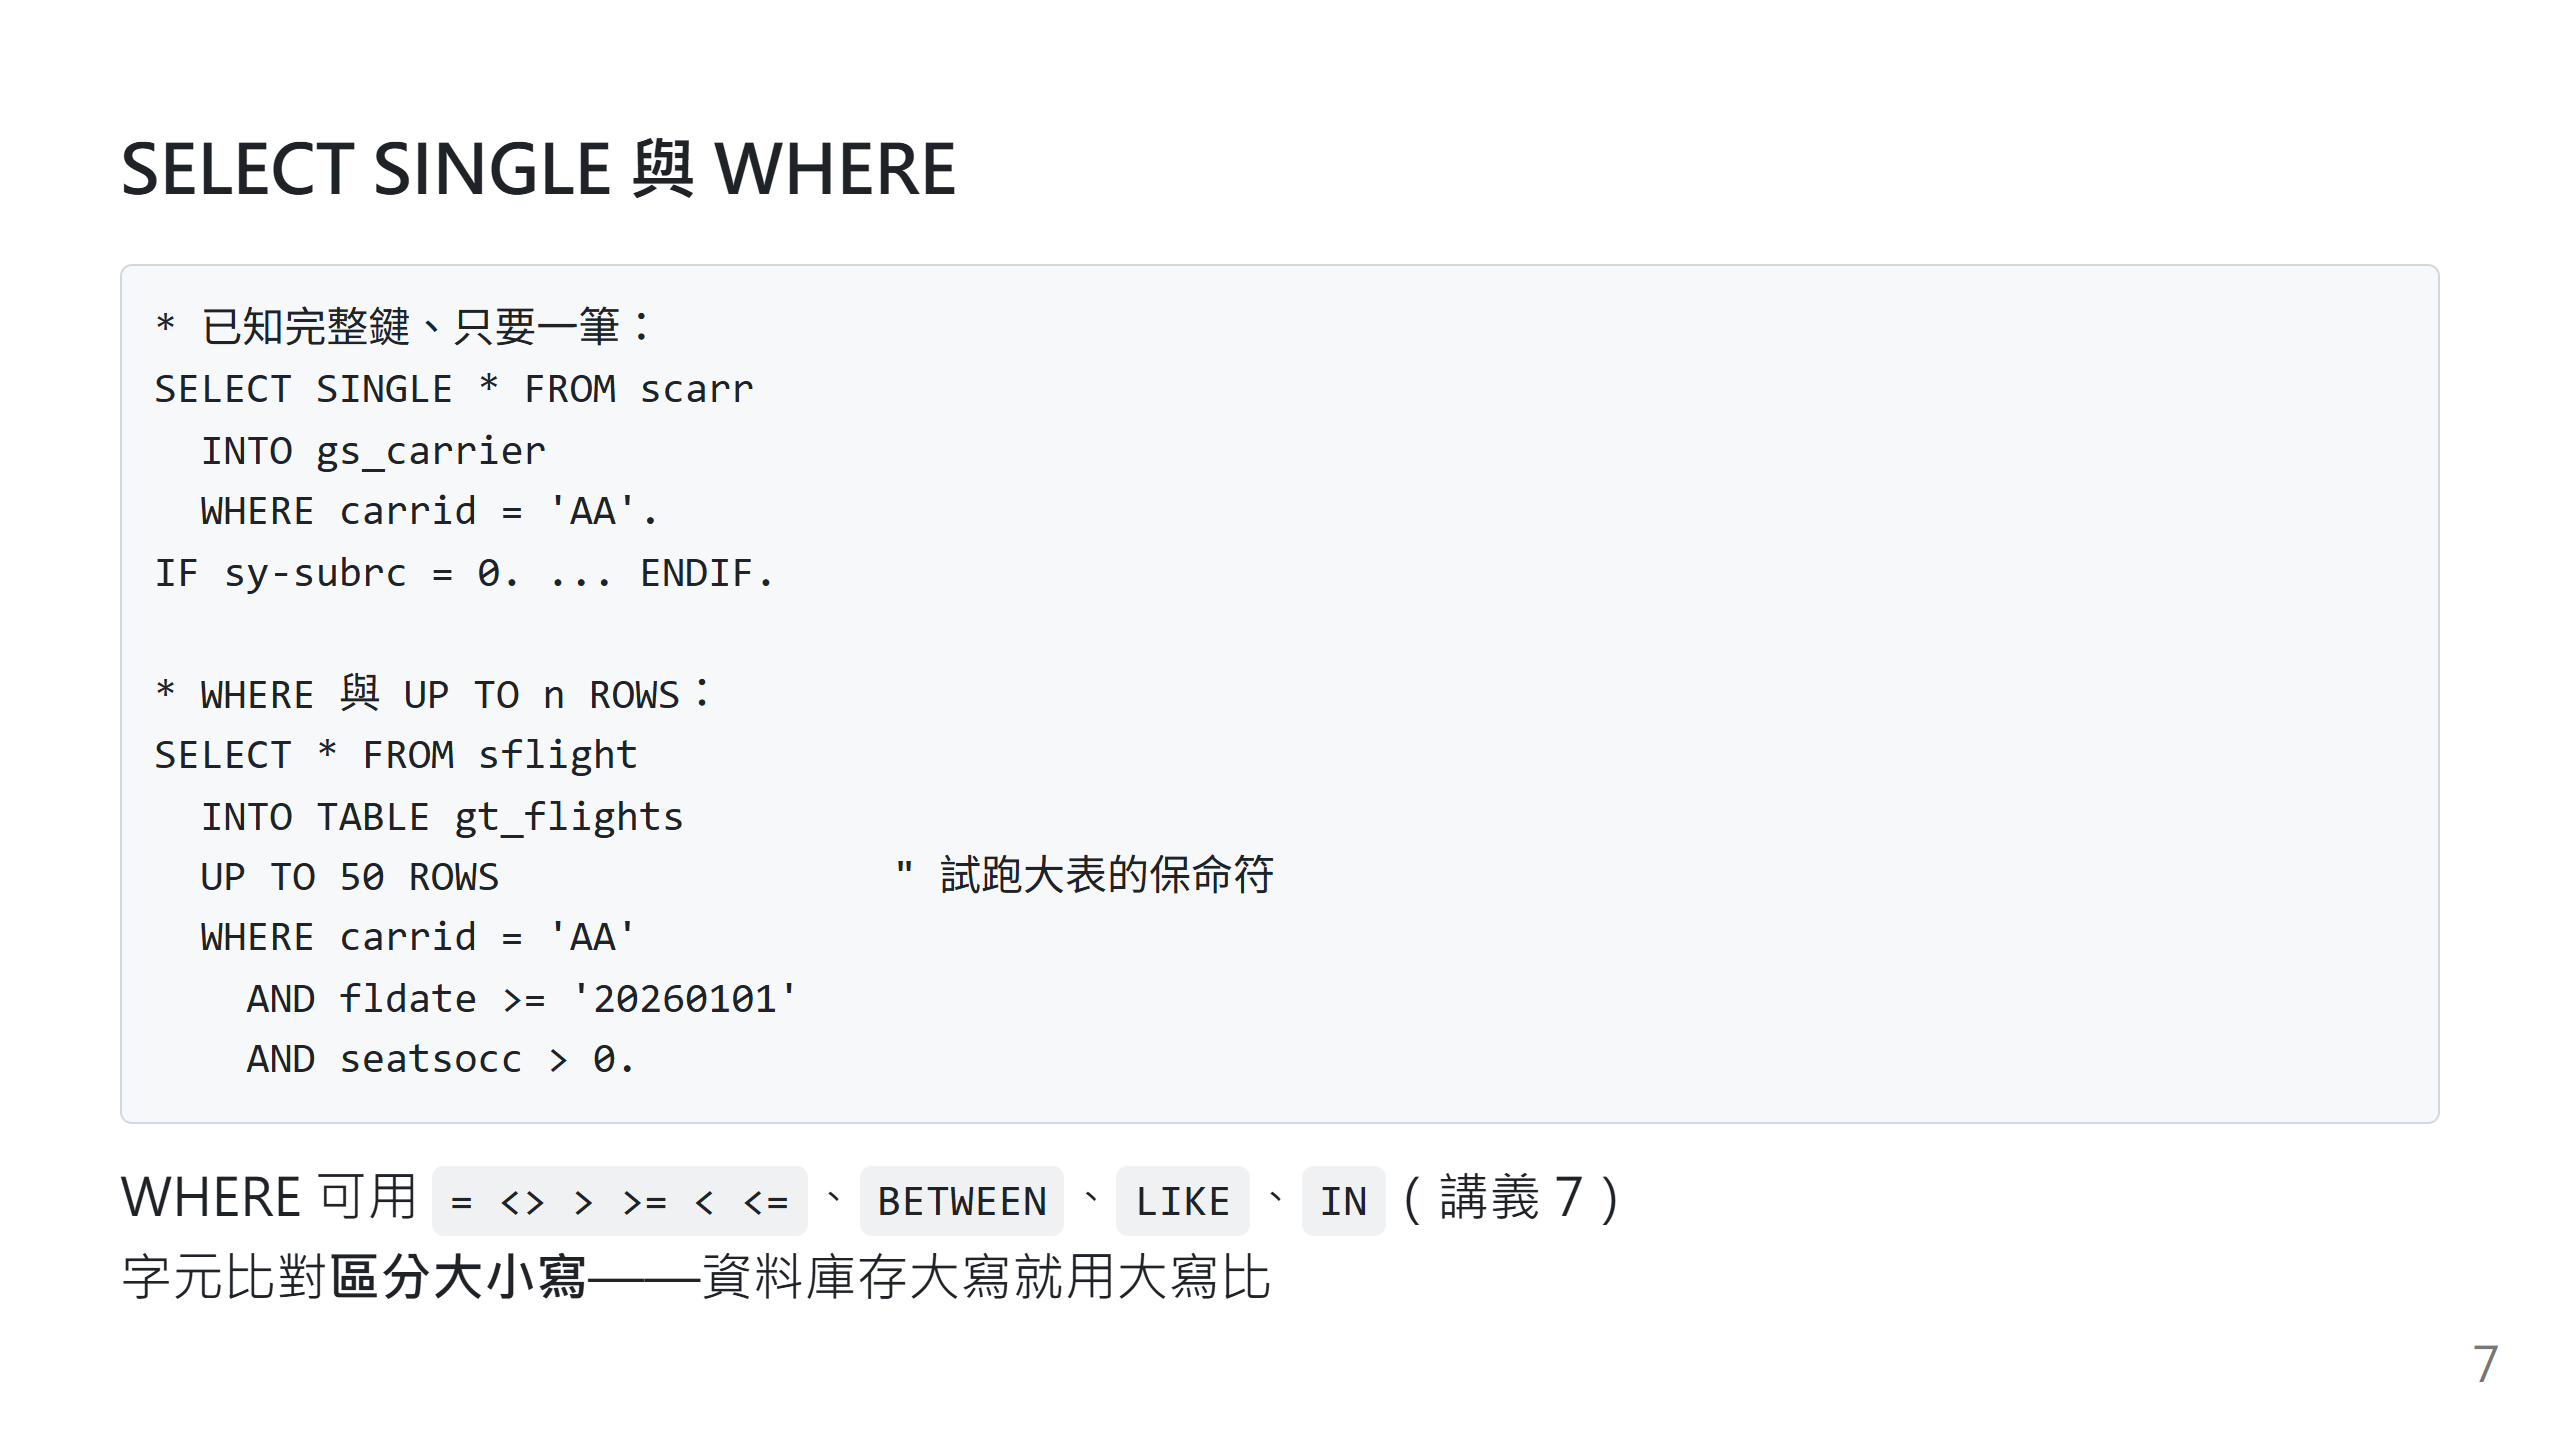 SELECT SINGLE 與 WHERE
* 已知完整鍵、只要一筆：
SELECT SINGLE * FROM scarr
  INTO gs_carrier
  WHERE carrid = 'AA'.
IF sy-subrc = 0. ... ENDIF.
* WHERE 與 UP TO n ROWS：
SELECT * FROM sflight
  INTO TABLE gt_flights
  UP TO 50 ROWS                 " 試跑大表的保命符
  WHERE carrid = 'AA'
    AND fldate >= '20260101'
    AND seatsocc > 0.
WHERE 可用 = <> > >= < <= 、 BETWEEN 、 LIKE 、 IN（講義 7）
字元比對區分大小寫——資料庫存大寫就用大寫比
7